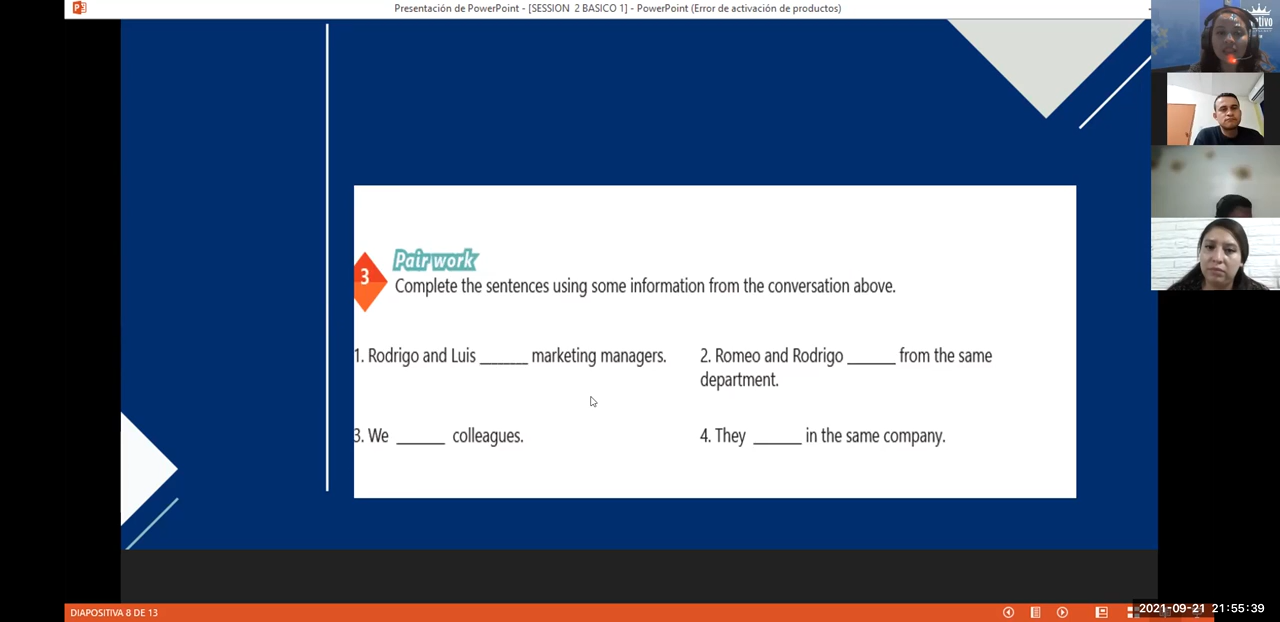 Presentación de PowerPoint - [SESSION 2 BASICO 1] - PowerPoint (Error de activación de productos)
Pair work
3
Complete the sentences using some information from the conversation above.
1. Rodrigo and Luis _______ marketing managers.
2. Romeo and Rodrigo ______ from the same
department.
3. We ______ colleagues.
4. They ______ in the same company.
DIAPOSITIVA 8 DE 13
2021-09-21 21:55:39